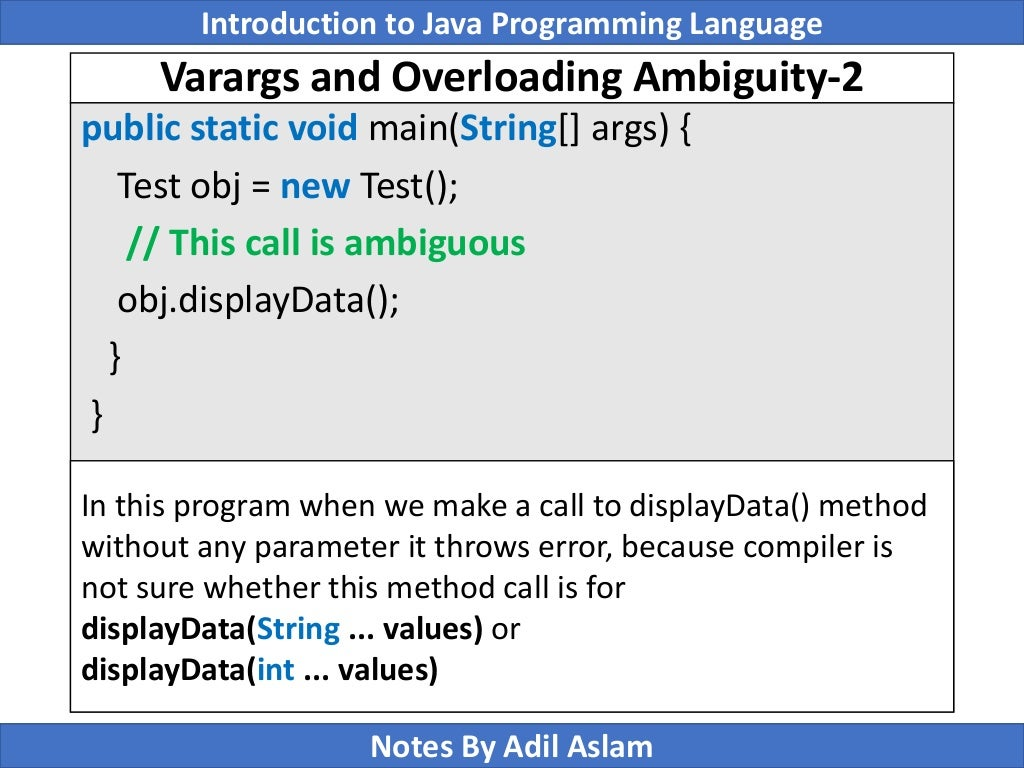 Introduction to Java Programming Language
Varargs and Overloading Ambiguity-2
public static void main(String[] args) {
Test obj = new Test();
// This call is ambiguous
obj.displayData();
}
}
In this program when we make a call to displayData() method
without any parameter it throws error, because compiler is
not sure whether this method call is for
displayData(String ... values) or
displayData(int ... values)
Notes By Adil Aslam